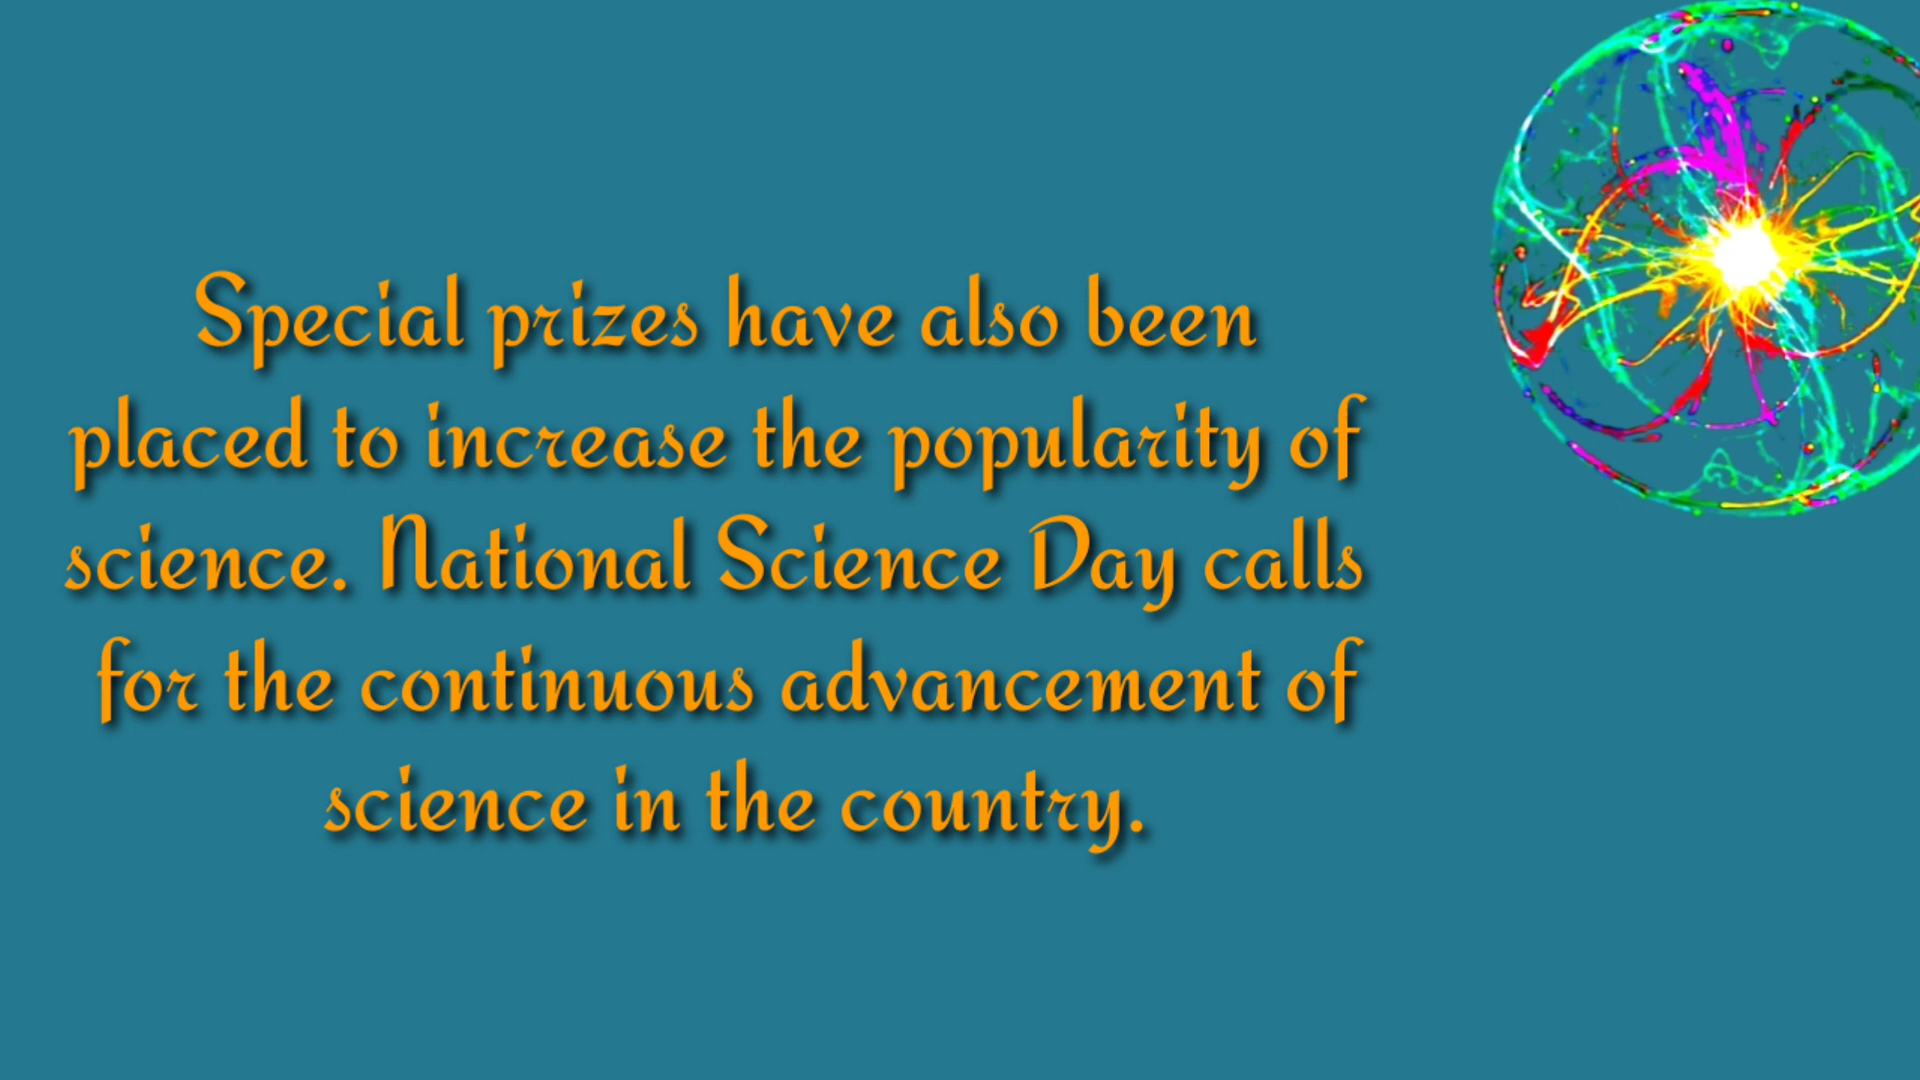 Special prizes have also been
placed to increase the popularity of
science. National Science Day calls
for the continuous advancement of
science in the country.